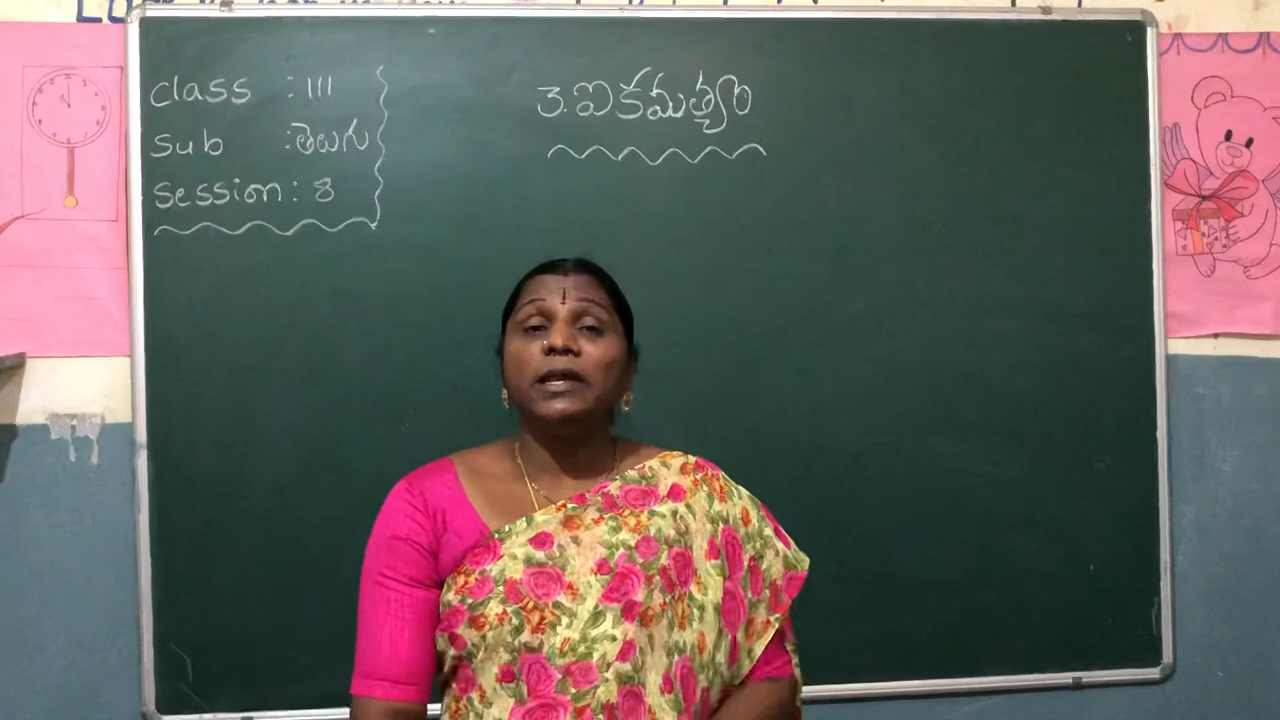 class : III
sub : తెలుగు
session : 8
3. ఐకమత్యం